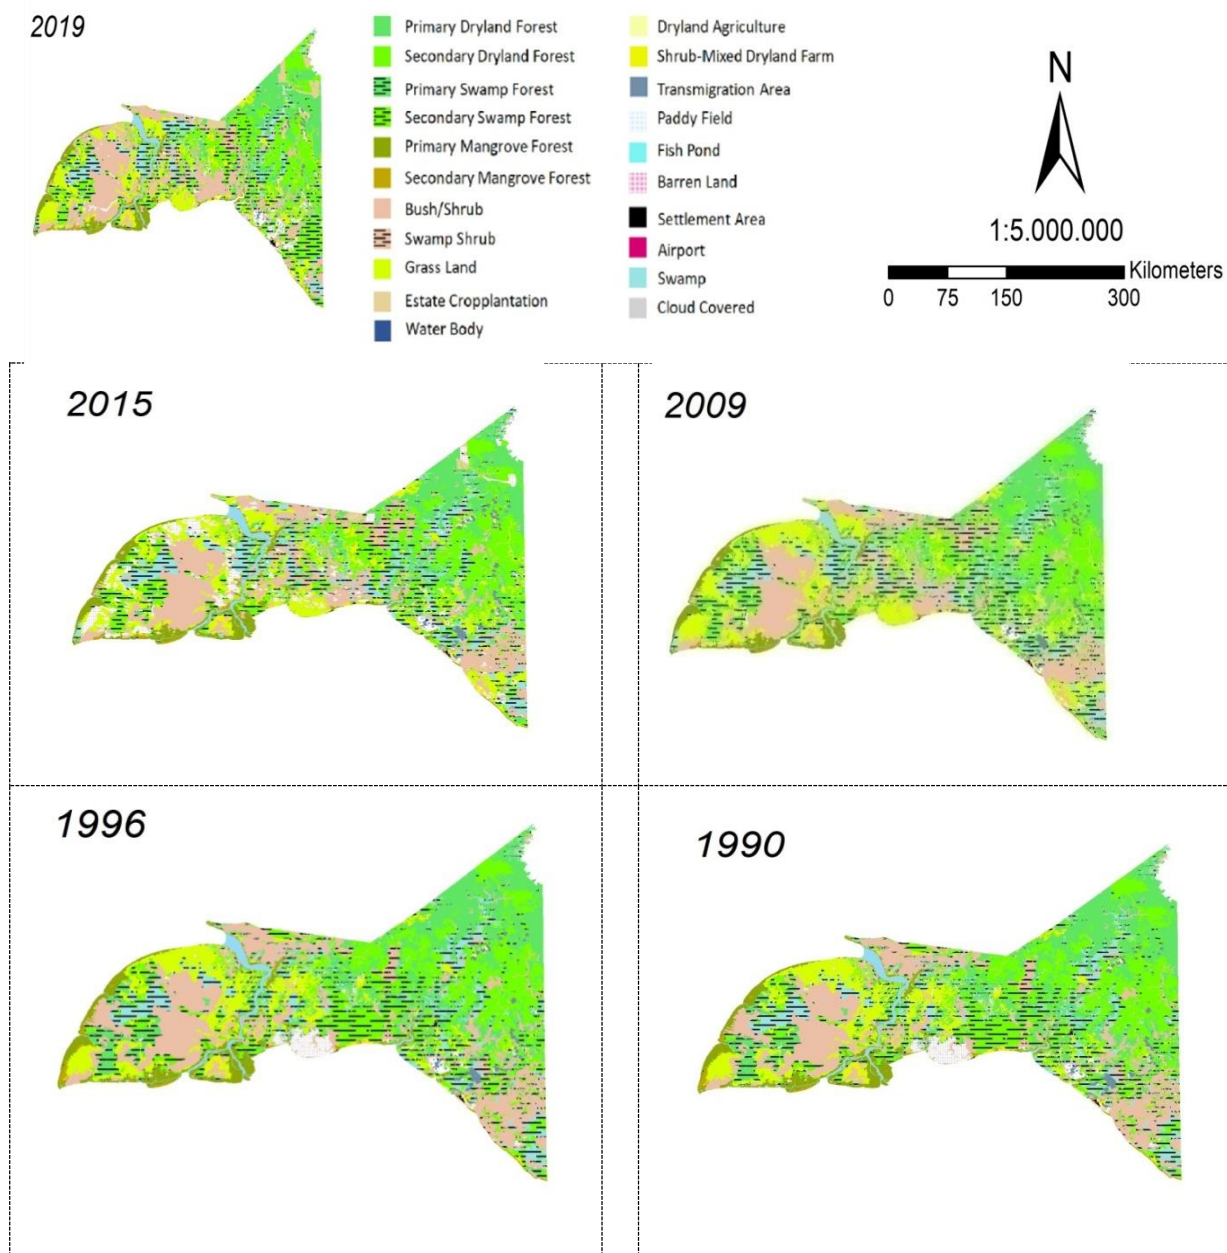 2019
Primary Dryland Forest
Secondary Dryland Forest
Primary Swamp Forest
Secondary Swamp Forest
Primary Mangrove Forest
Secondary Mangrove Forest
Bush/Shrub
Swamp Shrub
Grass Land
Estate Cropplantation
Water Body
Dryland Agriculture
Shrub-Mixed Dryland Farm
Transmigration Area
Paddy Field
Fish Pond
Barren Land
Settlement Area
Airport
Swamp
Cloud Covered
N
1:5.000.000
Kilometers
0 75 150 300
2015
2009
1996
1990